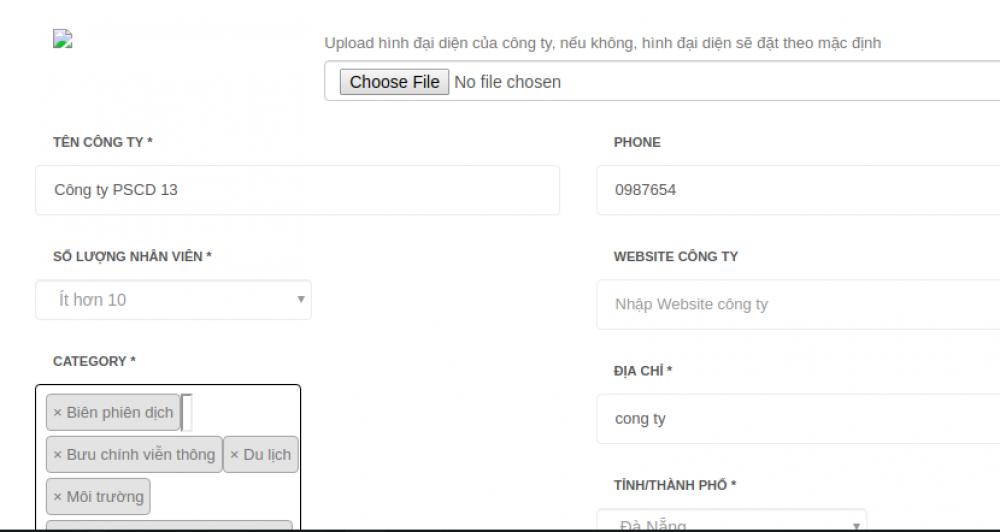 Upload hình đại diện của công ty, nếu không, hình đại diện sẽ đặt theo mặc định
Choose File No file chosen
TÊN CÔNG TY *
PHONE
Công ty PSCD 13
0987654
SỐ LƯỢNG NHÂN VIÊN *
WEBSITE CÔNG TY
Ít hơn 10
Nhập Website công ty
CATEGORY *
ĐỊA CHỈ *
× Biên phiên dịch
cong ty
× Bưu chính viễn thông × Du lịch
TỈNH/THÀNH PHỐ *
× Môi trường
Đà Nẵng